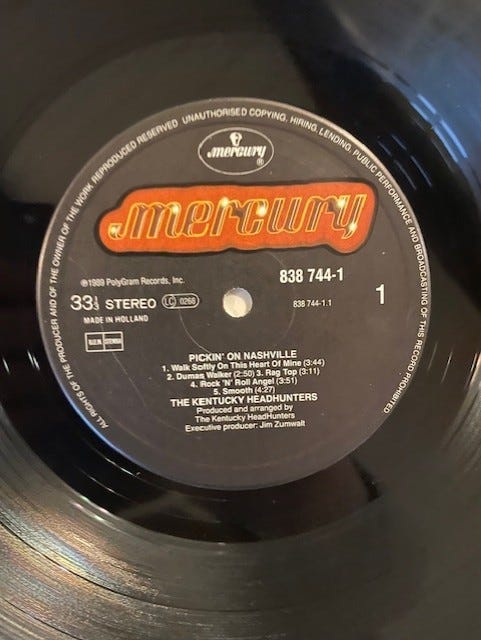 ALL RIGHTS OF THE PRODUCER AND OF THE OWNER OF THE WORK REPRODUCED RESERVED UNAUTHORISED COPYING, HIRING, LENDING, PUBLIC PERFORMANCE AND BROADCASTING OF THIS RECORD PROHIBITED
mercury ®
mercury
℗1989 PolyGram Records, Inc.
838 744-1
33⅓ STEREO
LC 0268
838 744-1.1
1
MADE IN HOLLAND
STEMRA
PICKIN' ON NASHVILLE
1. Walk Softly On This Heart Of Mine (3:44)
2. Dumas Walker (2:50) 3. Rag Top (3:11)
4. Rock 'N' Roll Angel (3:51)
5. Smooth (4:27)
THE KENTUCKY HEADHUNTERS
Produced and arranged by
The Kentucky HeadHunters
Executive producer: Jim Zumwalt